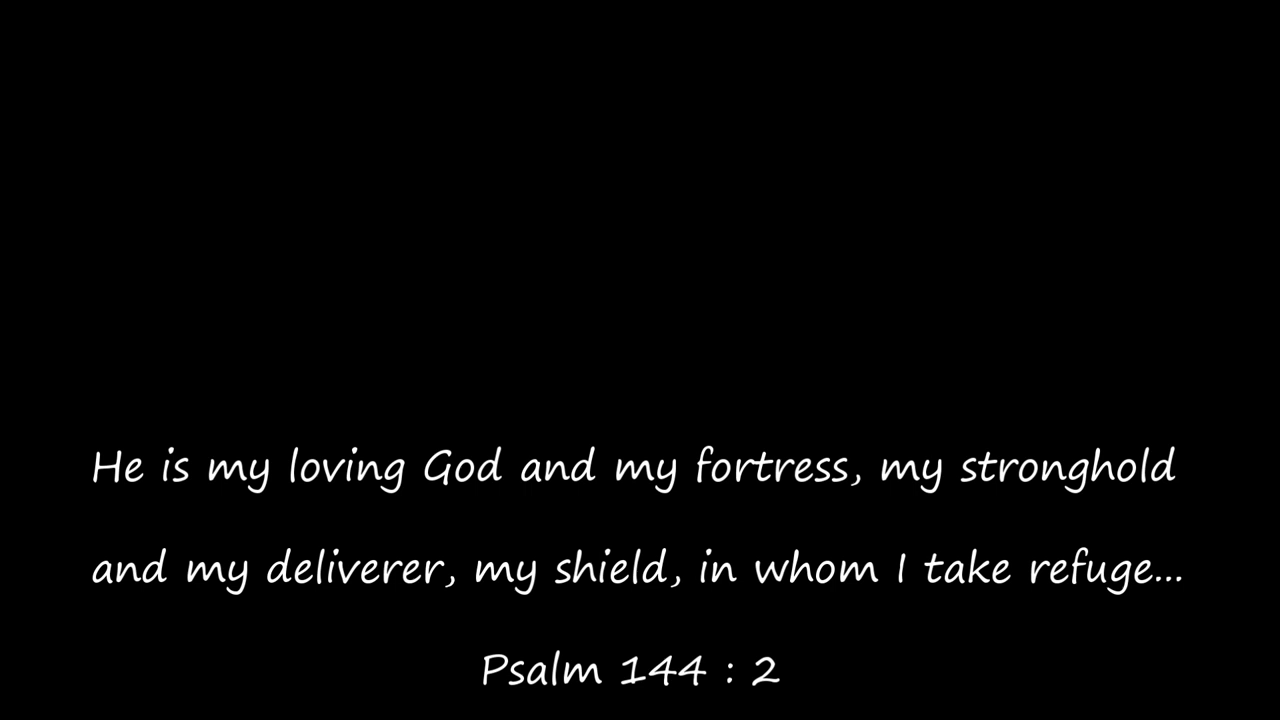 He is my loving God and my fortress, my stronghold
and my deliverer, my shield, in whom I take refuge...
Psalm 144 : 2